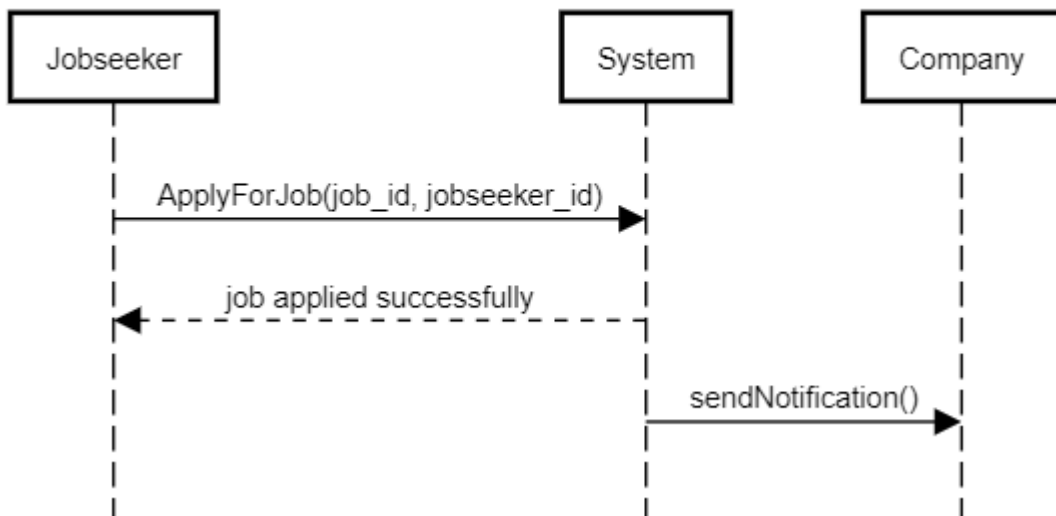 Jobseeker
System
Company
ApplyForJob(job_id, jobseeker_id)
job applied successfully
sendNotification()